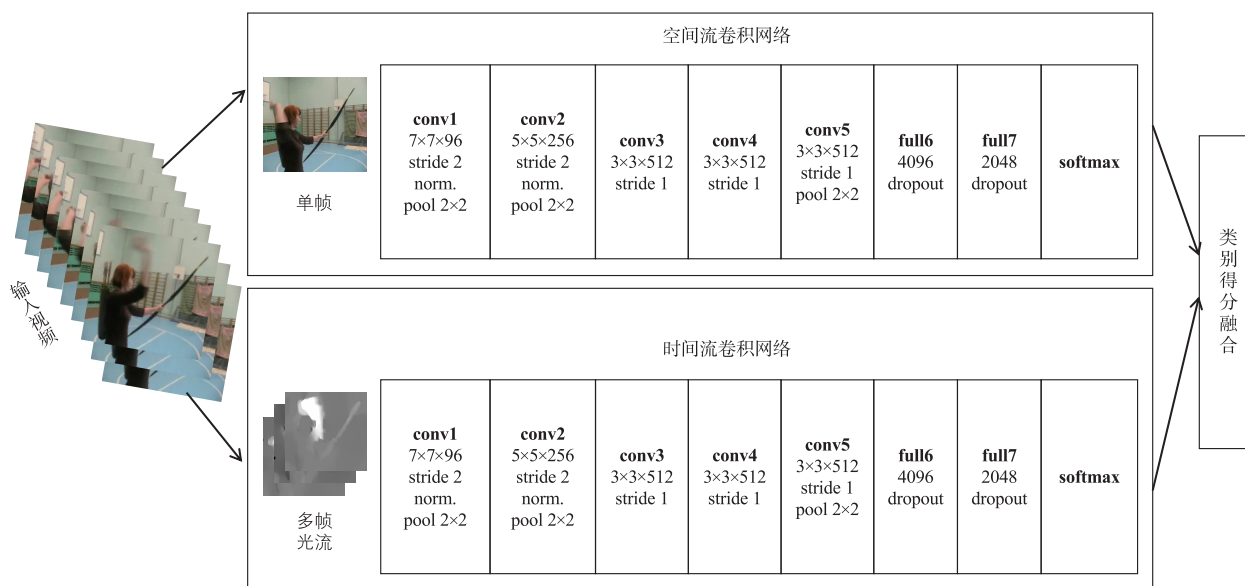 空间流卷积网络
单帧
conv1
7×7×96
stride 2
norm.
pool 2×2
conv2
5×5×256
stride 2
norm.
pool 2×2
conv3
3×3×512
stride 1
conv4
3×3×512
stride 1
conv5
3×3×512
stride 1
pool 2×2
full6
4096
dropout
full7
2048
dropout
softmax
输入视频
时间流卷积网络
多帧
光流
conv1
7×7×96
stride 2
norm.
pool 2×2
conv2
5×5×256
stride 2
norm.
pool 2×2
conv3
3×3×512
stride 1
conv4
3×3×512
stride 1
conv5
3×3×512
stride 1
pool 2×2
full6
4096
dropout
full7
2048
dropout
softmax
类别得分融合